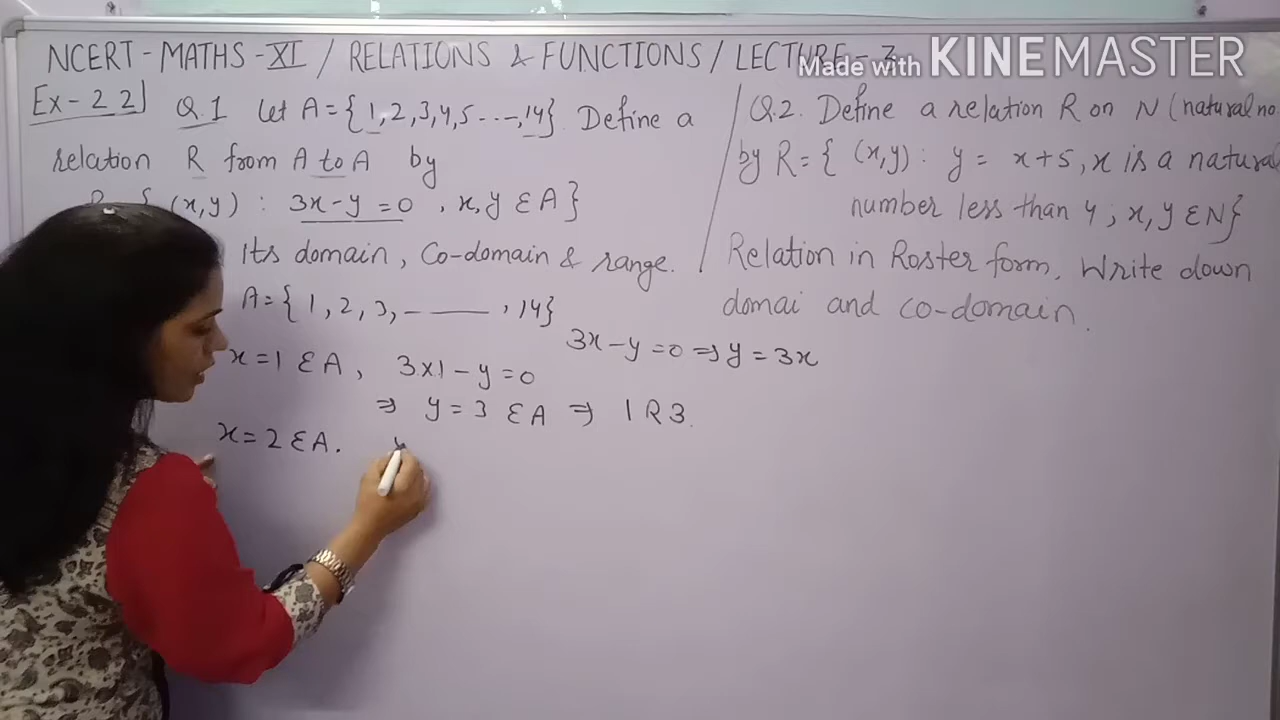 NCERT - MATHS - XI / RELATIONS & FUNCTIONS / LECTURE - 3
Made with KINEMASTER
Ex - 2.2
Q.1 Let A = { 1, 2, 3, 4, 5 ---, 14}. Define a
relation R from A to A by
(x, y) : 3x - y = 0 , x, y ∈ A }
Its domain, Co-domain & range.
A = { 1, 2, 3, - ——— , 14}
3x - y = 0 ⇒ y = 3x
x = 1 ∈ A , 3x1 - y = 0
⇒ y = 3 ∈ A ⇒ 1 R 3.
x = 2 ∈ A.
Q.2. Define a relation R on N (natural no
by R = { (x, y) : y = x + 5, x is a natural
number less than 4 ; x, y ∈ N}
Relation in Roster form. Write down
domai and co-domain.